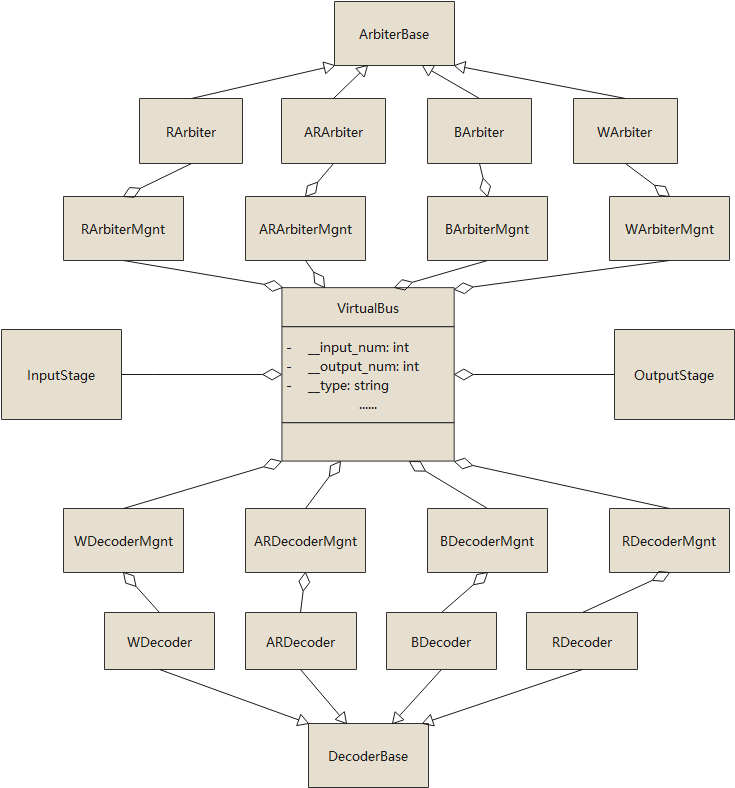 ArbiterBase
RArbiter
ARArbiter
BArbiter
WArbiter
RArbiterMgnt
ARArbiterMgnt
BArbiterMgnt
WArbiterMgnt
VirtualBus
- __input_num: int
- __output_num: int
- __type: string
......
InputStage
OutputStage
WDecoderMgnt
ARDecoderMgnt
BDecoderMgnt
RDecoderMgnt
WDecoder
ARDecoder
BDecoder
RDecoder
DecoderBase